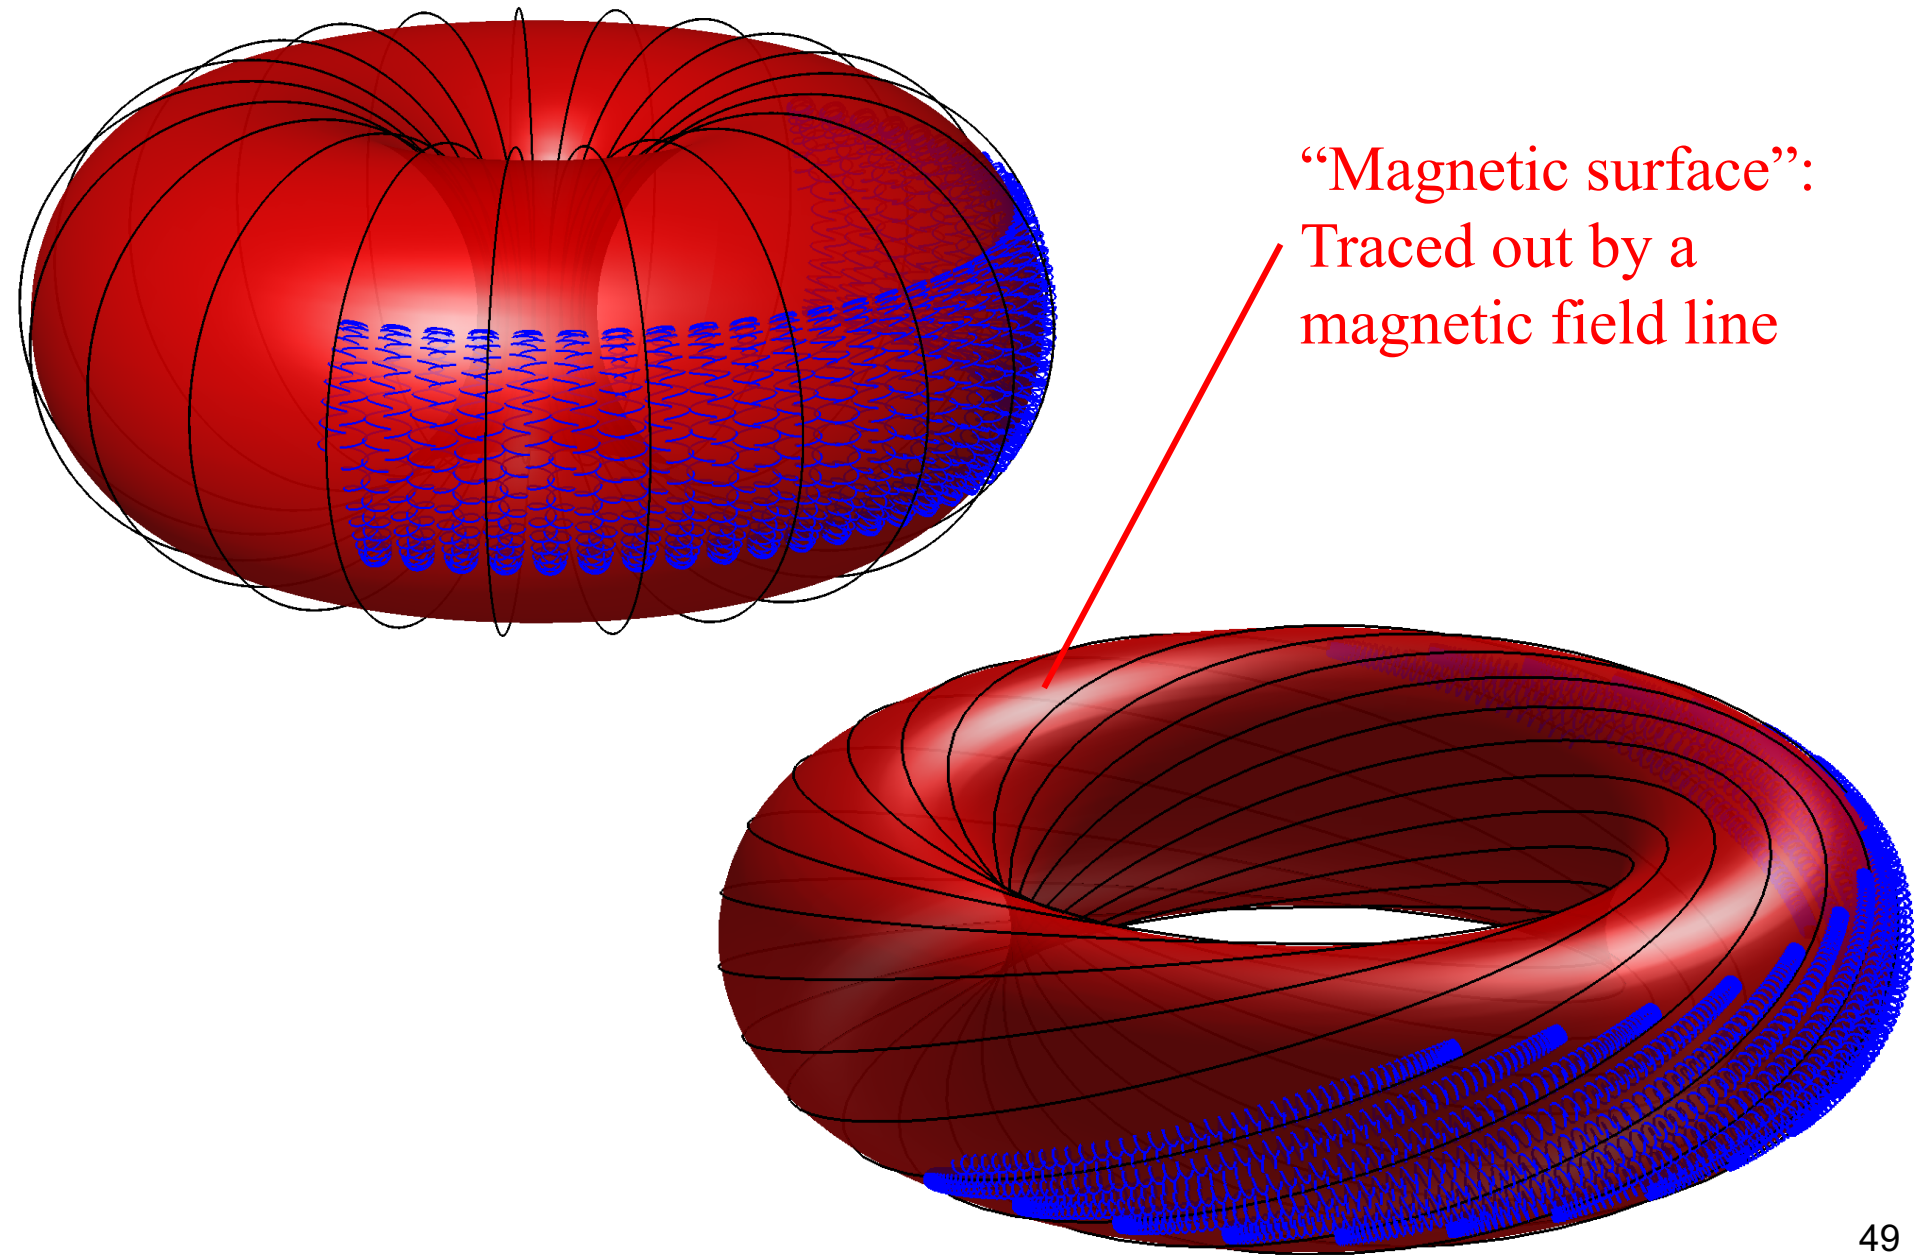 “Magnetic surface”:
Traced out by a
magnetic field line
49